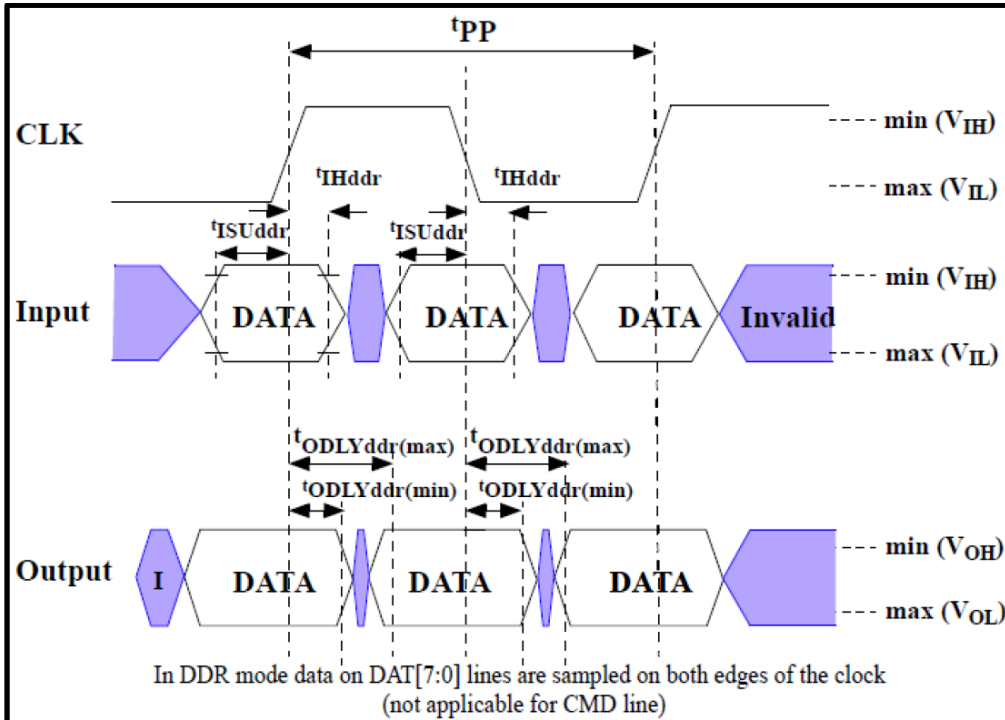 tPP
CLK
min (VIH)
tIHddr
tIHddr
max (VIL)
tISUddr
tISUddr
min (VIH)
Input
DATA
DATA
DATA
Invalid
max (VIL)
tODLYddr(max)
tODLYddr(max)
tODLYddr(min)
tODLYddr(min)
min (VOH)
Output
I
DATA
DATA
DATA
max (VOL)
In DDR mode data on DAT[7:0] lines are sampled on both edges of the clock
(not applicable for CMD line)